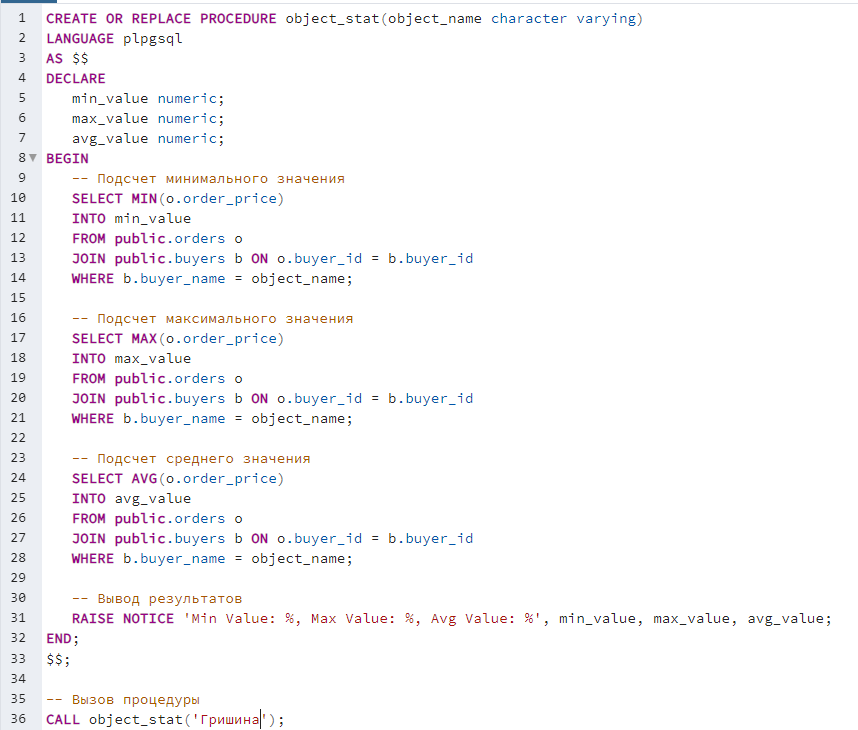 1 CREATE OR REPLACE PROCEDURE object_stat(object_name character varying)
2 LANGUAGE plpgsql
3 AS $$
4 DECLARE
5    min_value numeric;
6    max_value numeric;
7    avg_value numeric;
8 BEGIN
9    -- Подсчет минимального значения
10    SELECT MIN(o.order_price)
11    INTO min_value
12    FROM public.orders o
13    JOIN public.buyers b ON o.buyer_id = b.buyer_id
14    WHERE b.buyer_name = object_name;
15
16    -- Подсчет максимального значения
17    SELECT MAX(o.order_price)
18    INTO max_value
19    FROM public.orders o
20    JOIN public.buyers b ON o.buyer_id = b.buyer_id
21    WHERE b.buyer_name = object_name;
22
23    -- Подсчет среднего значения
24    SELECT AVG(o.order_price)
25    INTO avg_value
26    FROM public.orders o
27    JOIN public.buyers b ON o.buyer_id = b.buyer_id
28    WHERE b.buyer_name = object_name;
29
30    -- Вывод результатов
31    RAISE NOTICE 'Min Value: %, Max Value: %, Avg Value: %', min_value, max_value, avg_value;
32 END;
33 $$;
34
35 -- Вызов процедуры
36 CALL object_stat('Гришина');